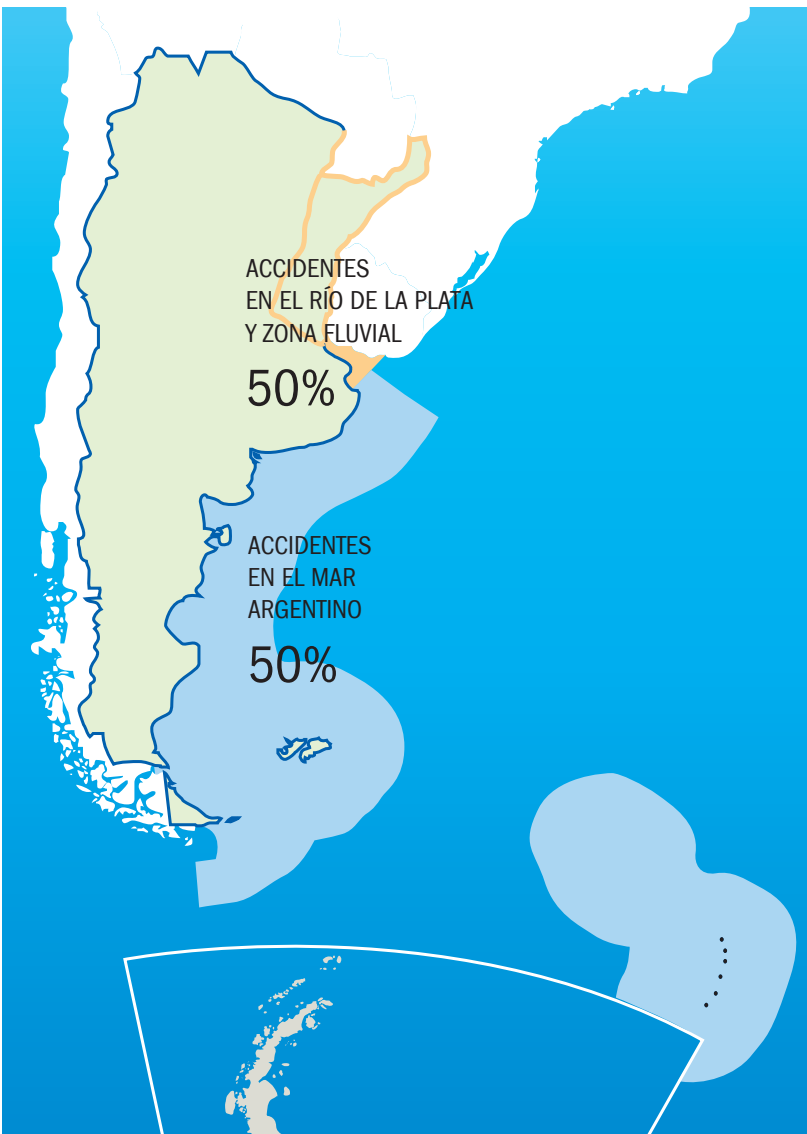 ACCIDENTES
EN EL RÍO DE LA PLATA
Y ZONA FLUVIAL
50%
ACCIDENTES
EN EL MAR
ARGENTINO
50%